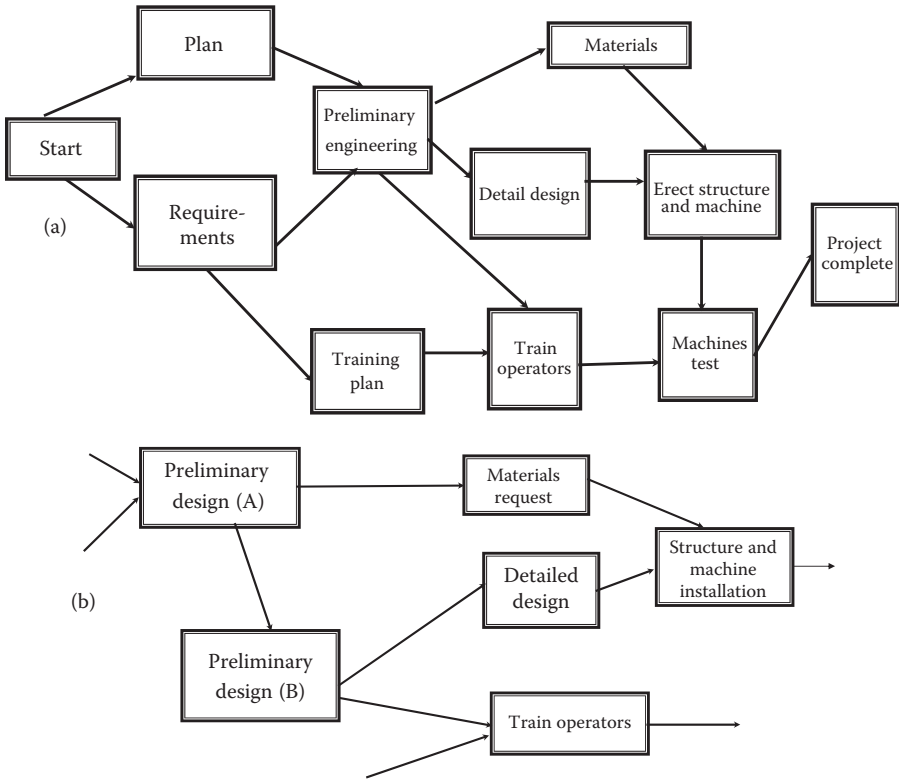 Plan
Materials
Start
Preliminary
engineering
Detail design
Erect structure
and machine
(a)
Require-
ments
Project
complete
Training
plan
Train
operators
Machines
test
Preliminary
design (A)
Materials
request
Structure and
machine
installation
(b)
Detailed
design
Preliminary
design (B)
Train operators